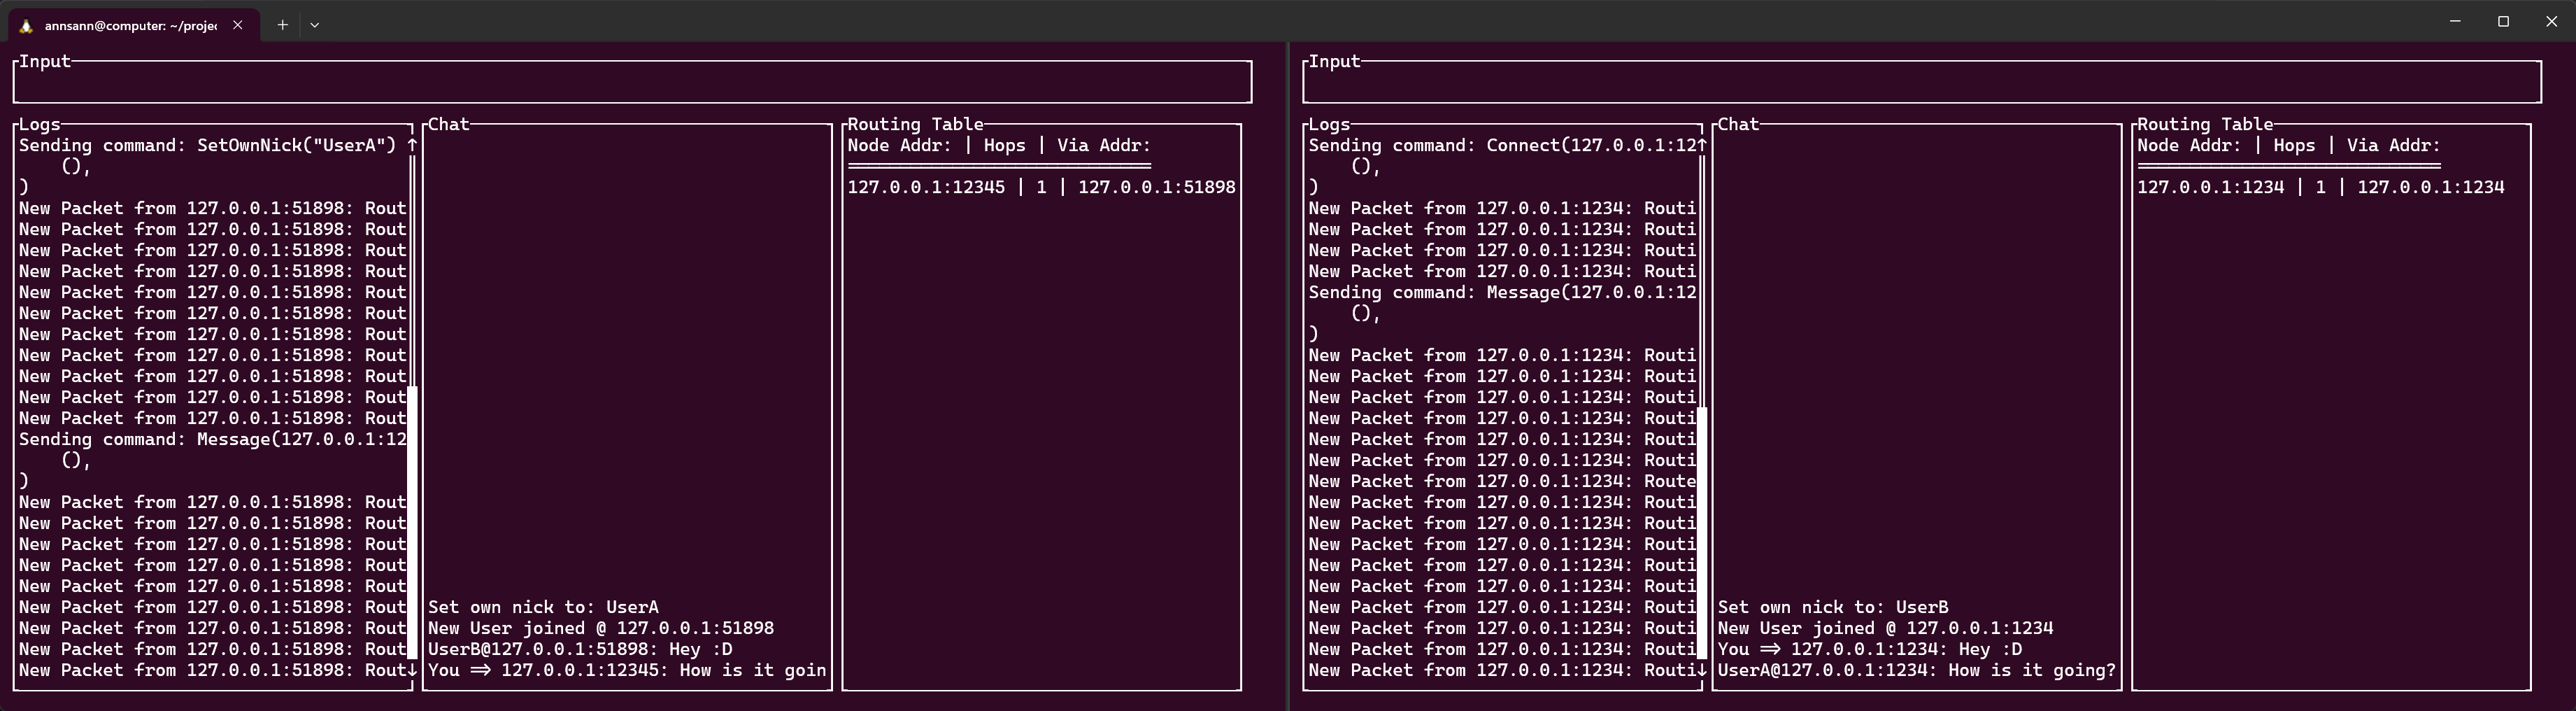 annsann@computer: ~/projec
Input
Logs
Sending command: SetOwnNick("UserA")
(),
)
New Packet from 127.0.0.1:51898: Rout
New Packet from 127.0.0.1:51898: Rout
New Packet from 127.0.0.1:51898: Rout
New Packet from 127.0.0.1:51898: Rout
New Packet from 127.0.0.1:51898: Rout
New Packet from 127.0.0.1:51898: Rout
New Packet from 127.0.0.1:51898: Rout
New Packet from 127.0.0.1:51898: Rout
New Packet from 127.0.0.1:51898: Rout
New Packet from 127.0.0.1:51898: Rout
New Packet from 127.0.0.1:51898: Rout
Sending command: Message(127.0.0.1:12
(),
)
New Packet from 127.0.0.1:51898: Rout
New Packet from 127.0.0.1:51898: Rout
New Packet from 127.0.0.1:51898: Rout
New Packet from 127.0.0.1:51898: Rout
New Packet from 127.0.0.1:51898: Rout
New Packet from 127.0.0.1:51898: Rout
New Packet from 127.0.0.1:51898: Rout
New Packet from 127.0.0.1:51898: Rout
New Packet from 127.0.0.1:51898: Rout
Chat
Set own nick to: UserA
New User joined @ 127.0.0.1:51898
UserB@127.0.0.1:51898: Hey :D
You => 127.0.0.1:12345: How is it goin
Routing Table
Node Addr: | Hops | Via Addr:
127.0.0.1:12345 | 1 | 127.0.0.1:51898
Input
Logs
Sending command: Connect(127.0.0.1:12
(),
)
New Packet from 127.0.0.1:1234: Routi
New Packet from 127.0.0.1:1234: Routi
New Packet from 127.0.0.1:1234: Routi
New Packet from 127.0.0.1:1234: Routi
Sending command: Message(127.0.0.1:12
(),
)
New Packet from 127.0.0.1:1234: Routi
New Packet from 127.0.0.1:1234: Routi
New Packet from 127.0.0.1:1234: Routi
New Packet from 127.0.0.1:1234: Routi
New Packet from 127.0.0.1:1234: Routi
New Packet from 127.0.0.1:1234: Routi
New Packet from 127.0.0.1:1234: Route
New Packet from 127.0.0.1:1234: Routi
New Packet from 127.0.0.1:1234: Routi
New Packet from 127.0.0.1:1234: Routi
New Packet from 127.0.0.1:1234: Routi
New Packet from 127.0.0.1:1234: Routi
New Packet from 127.0.0.1:1234: Routi
New Packet from 127.0.0.1:1234: Routi
New Packet from 127.0.0.1:1234: Routi
New Packet from 127.0.0.1:1234: Routi
Chat
Set own nick to: UserB
New User joined @ 127.0.0.1:1234
You => 127.0.0.1:1234: Hey :D
UserA@127.0.0.1:1234: How is it going?
Routing Table
Node Addr: | Hops | Via Addr:
127.0.0.1:1234 | 1 | 127.0.0.1:1234